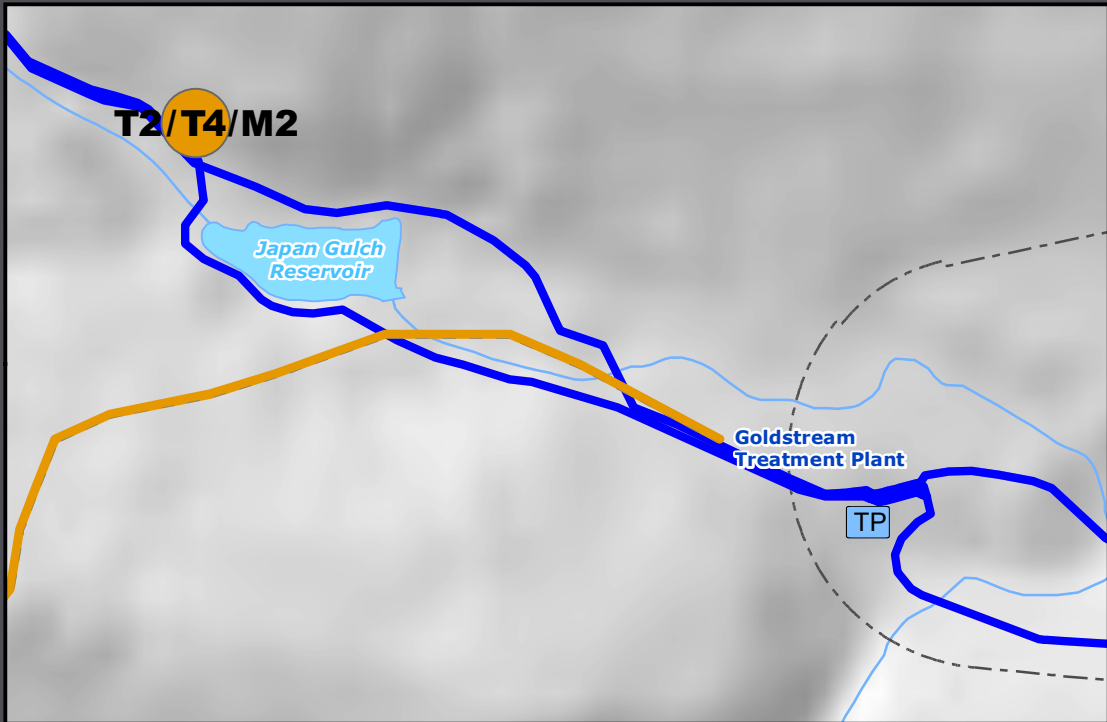 T2/T4/M2
Japan Gulch
Reservoir
Goldstream
Treatment Plant
TP